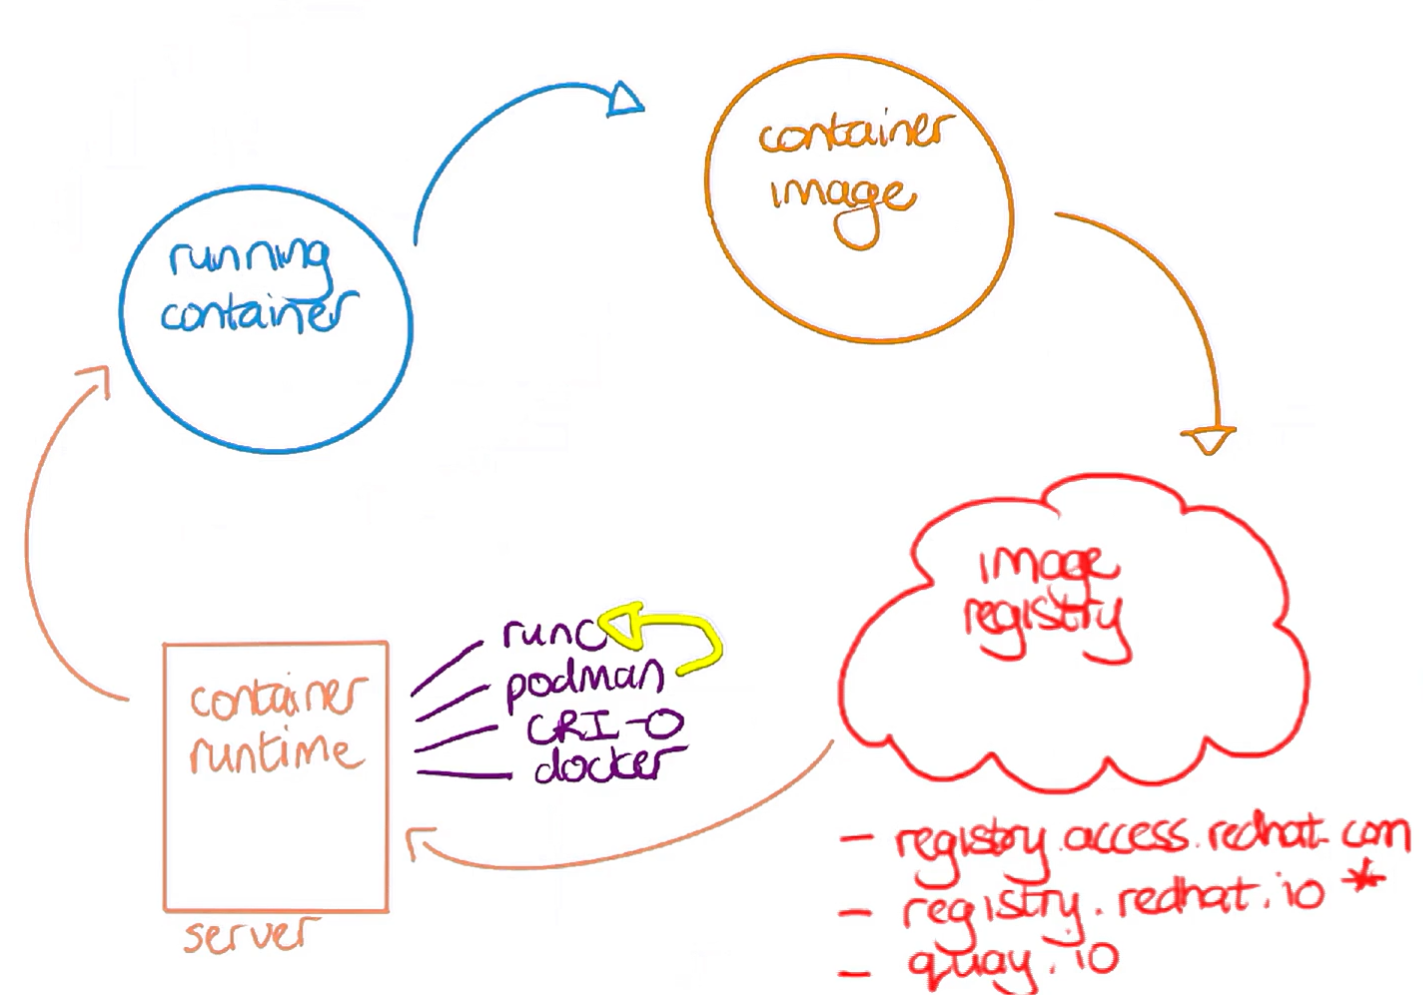 running
container
container
image
image
registry
- registry.access.redhat.com
- registry.redhat.io *
- quay.io
container
runtime
server
runc
podman
CRI-O
docker